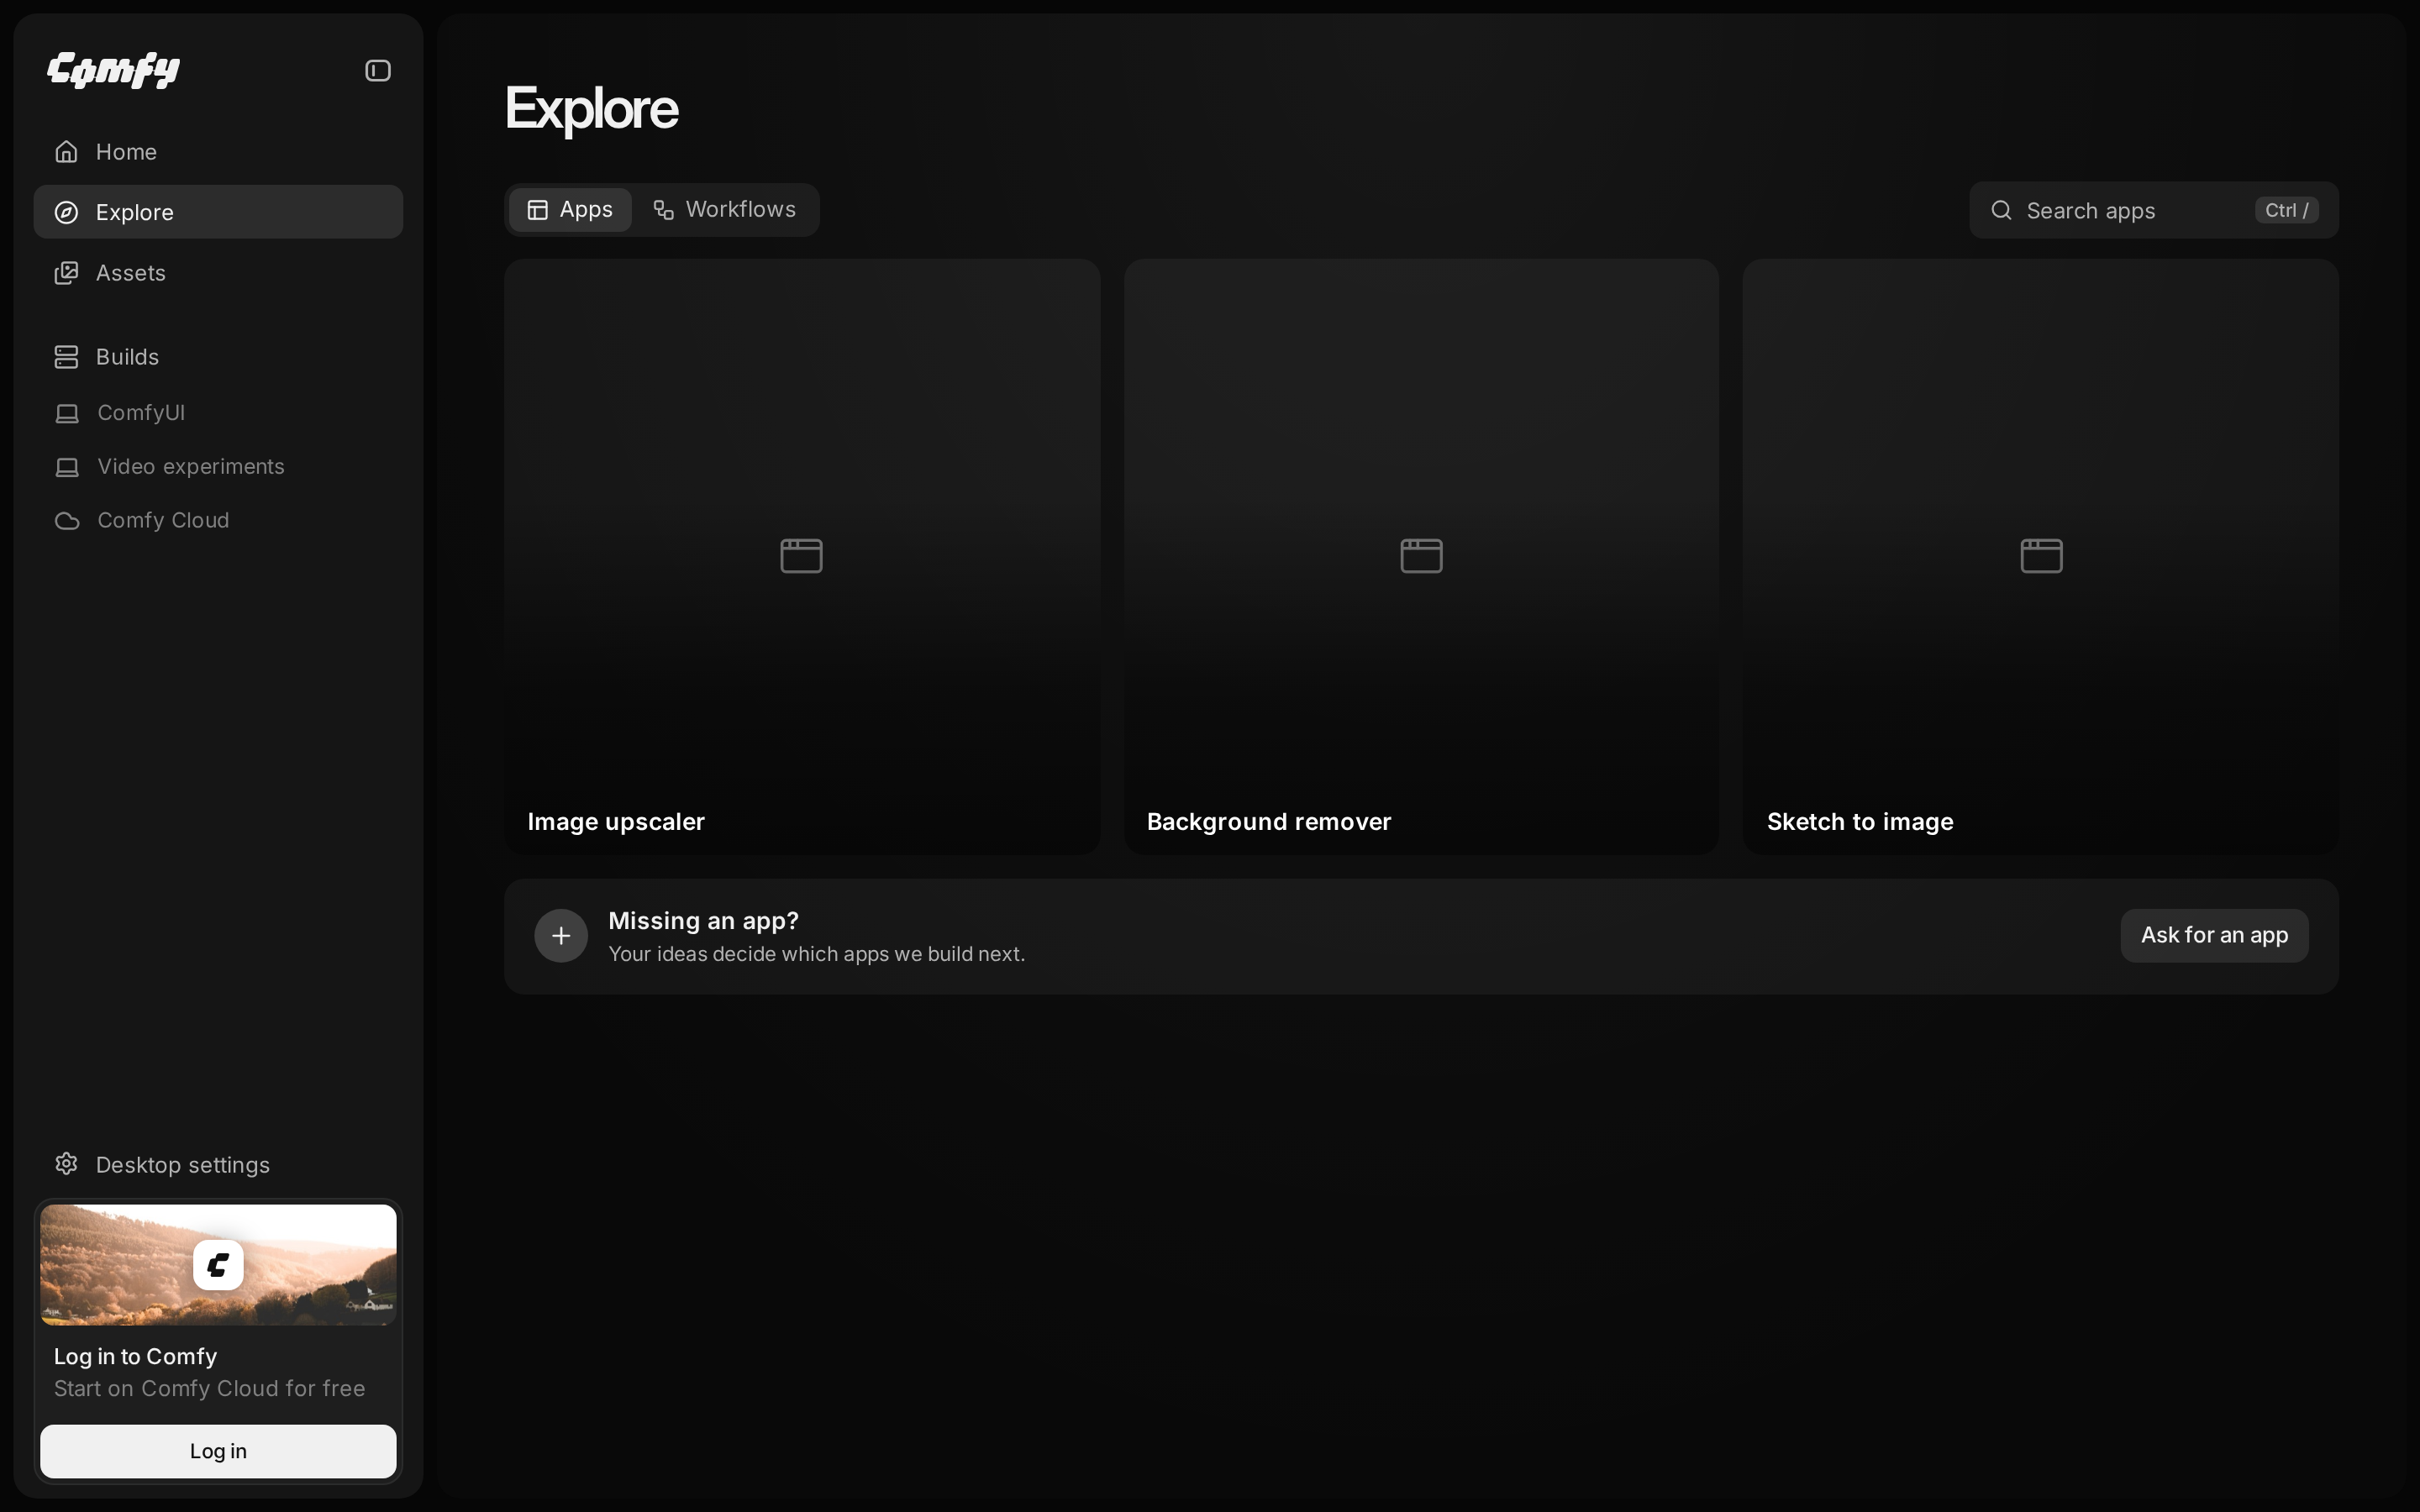 Comfy
Home
Explore
Assets
Builds
ComfyUI
Video experiments
Comfy Cloud
Desktop settings
Log in to Comfy
Start on Comfy Cloud for free
Log in
Explore
Apps
Workflows
Search apps
Ctrl /
Image upscaler
Background remover
Sketch to image
Missing an app?
Your ideas decide which apps we build next.
Ask for an app